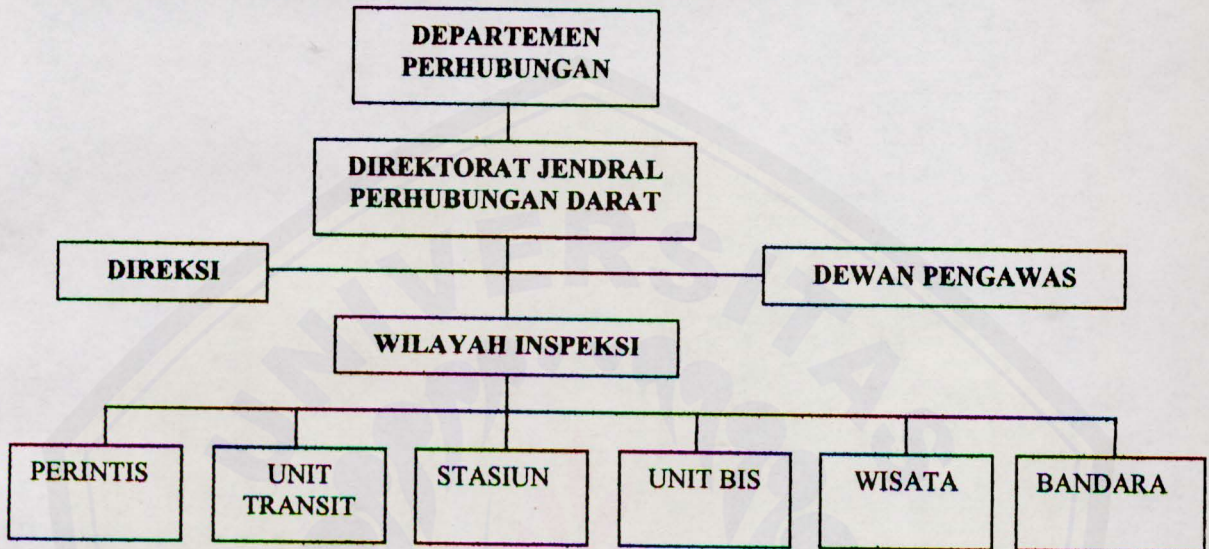 DEPARTEMEN
PERHUBUNGAN
DIREKTORAT JENDRAL
PERHUBUNGAN DARAT
DIREKSI
DEWAN PENGAWAS
WILAYAH INSPEKSI
PERINTIS
UNIT
TRANSIT
STASIUN
UNIT BIS
WISATA
BANDARA
UNIVERSITAS